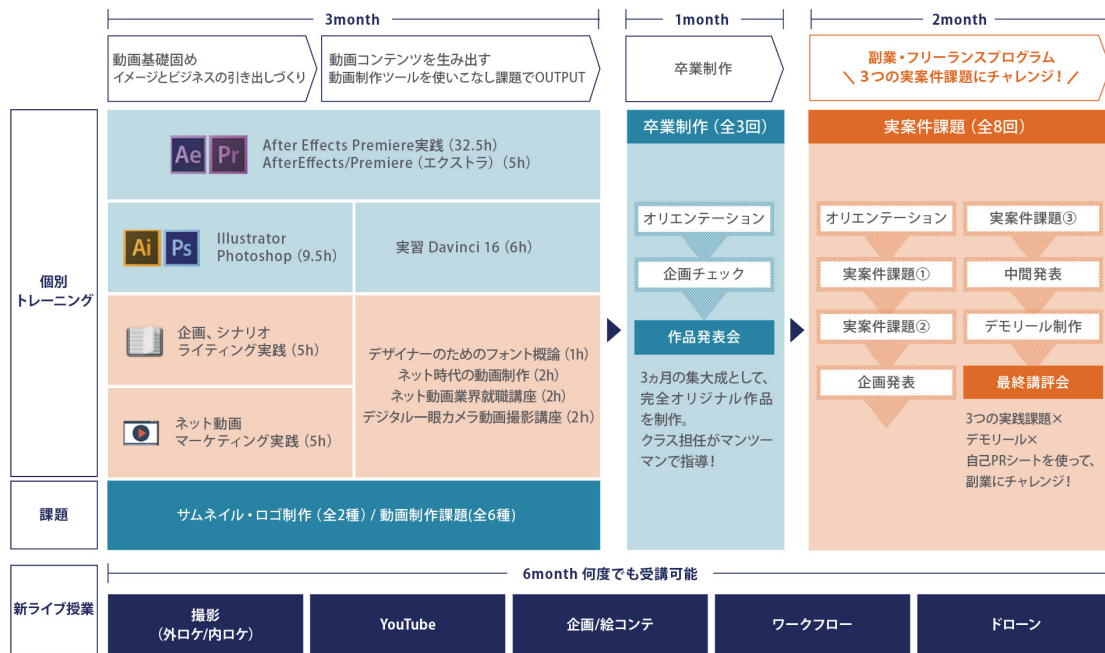 3month
1month
2month
動画基礎固め
イメージとビジネスの引き出しづくり
動画コンテンツを生み出す
動画制作ツールを使いこなし課題でOUTPUT
卒業制作
副業・フリーランスプログラム
＼ 3つの実案件課題にチャレンジ！／
個別
トレーニング
Ae Pr
After Effects Premiere実践（32.5h）
AfterEffects/Premiere（エクストラ）（5h）
Ai Ps
Illustrator
Photoshop（9.5h）
実習 Davinci 16（6h）
企画、シナリオ
ライティング実践（5h）
ネット動画
マーケティング実践（5h）
デザイナーのためのフォント概論（1h）
ネット時代の動画制作（2h）
ネット動画業界就職講座（2h）
デジタル一眼カメラ動画撮影講座（2h）
卒業制作（全3回）
オリエンテーション
企画チェック
作品発表会
3ヵ月の集大成として、
完全オリジナル作品
を制作。
クラス担任がマンツー
マンで指導！
実案件課題（全8回）
オリエンテーション
実案件課題①
実案件課題②
企画発表
実案件課題③
中間発表
デモリール制作
最終講評会
3つの実践課題×
デモリール×
自己PRシートを使って、
副業にチャレンジ！
課題
サムネイル・ロゴ制作（全2種）/ 動画制作課題(全6種)
新ライブ授業
6month 何度でも受講可能
撮影
（外ロケ/内ロケ）
YouTube
企画/絵コンテ
ワークフロー
ドローン